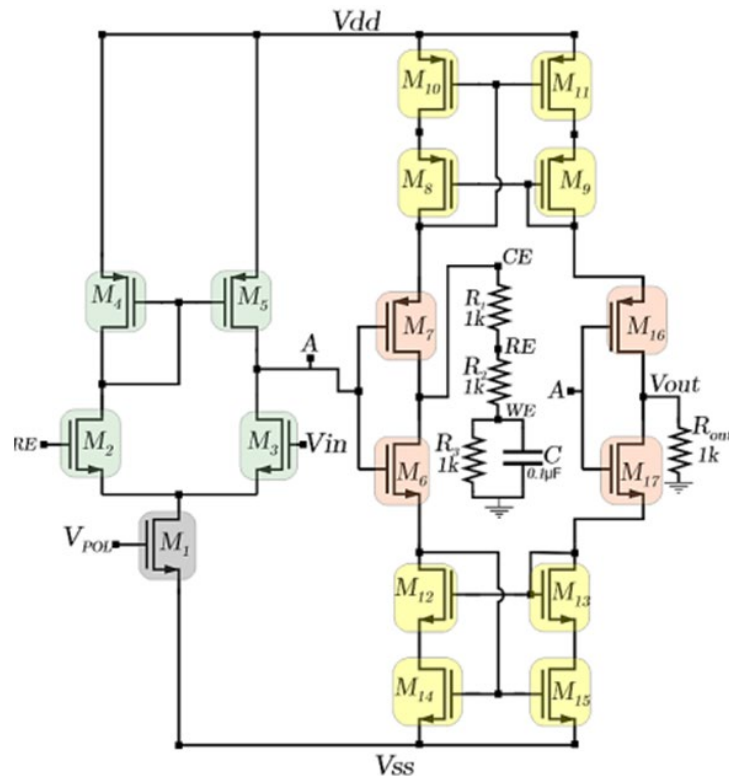 Vdd
M10
M11
M8
M9
CE
M4
M5
R1
1k
M7
M16
A
RE
R2
1k
A
Vout
WE
RE
M2
M3
Vin
R3
1k
C
0.1µF
M6
M17
Rout
1k
VPOL
M1
M12
M13
M14
M15
Vss